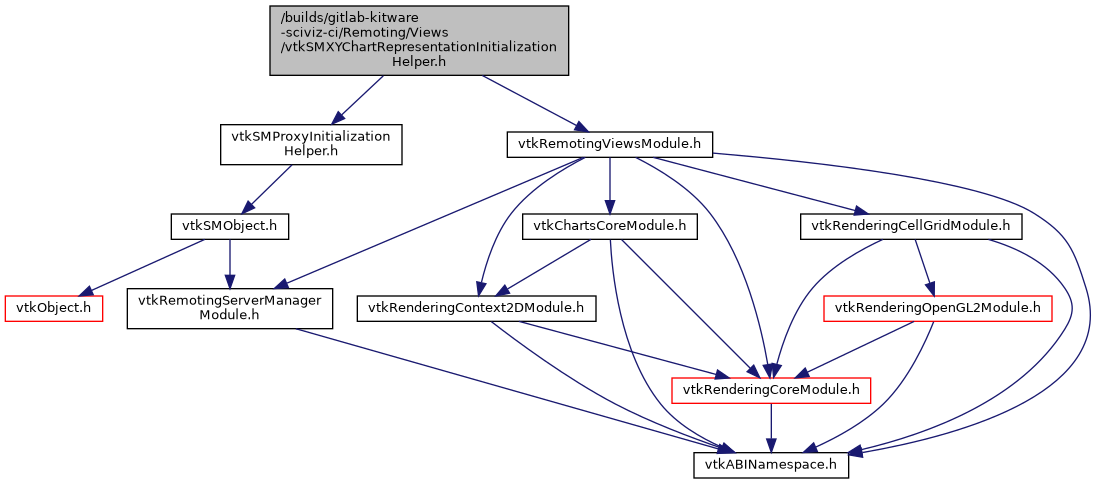 /builds/gitlab-kitware
-sciviz-ci/Remoting/Views
/vtkSMXYChartRepresentationInitialization
Helper.h
vtkSMProxyInitialization
Helper.h
vtkRemotingViewsModule.h
vtkSMObject.h
vtkChartsCoreModule.h
vtkRenderingCellGridModule.h
vtkObject.h
vtkRemotingServerManager
Module.h
vtkRenderingContext2DModule.h
vtkRenderingOpenGL2Module.h
vtkRenderingCoreModule.h
vtkABINamespace.h